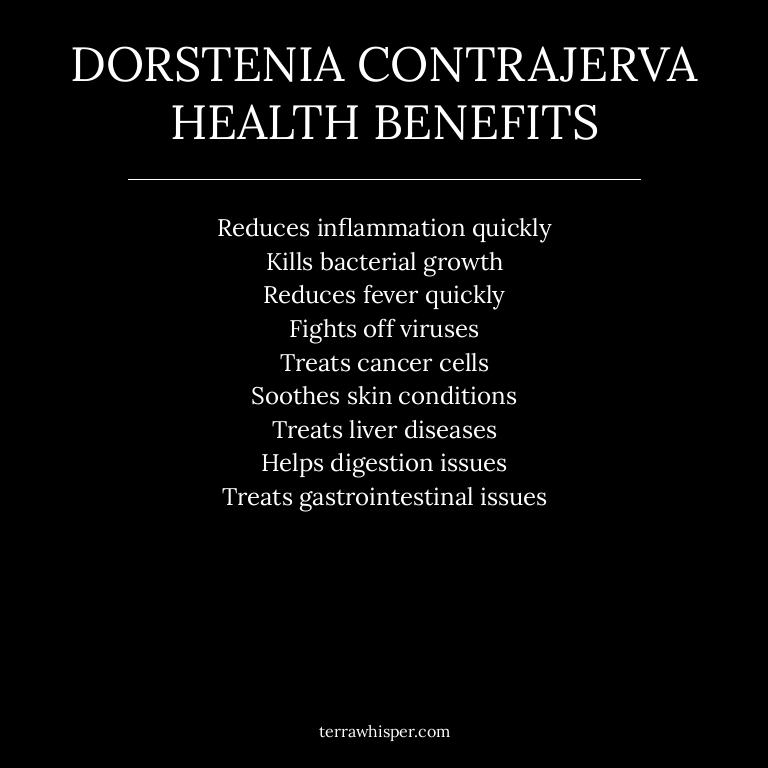 DORSTENIA CONTRAJERVA
HEALTH BENEFITS
Reduces inflammation quickly
Kills bacterial growth
Reduces fever quickly
Fights off viruses
Treats cancer cells
Soothes skin conditions
Treats liver diseases
Helps digestion issues
Treats gastrointestinal issues
terrawhisper.com